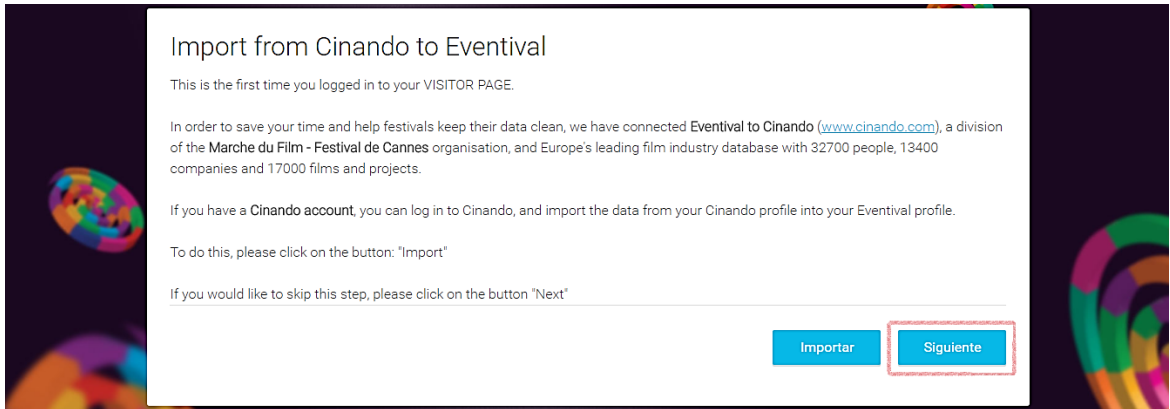 Import from Cinando to Eventival
This is the first time you logged in to your VISITOR PAGE.
In order to save your time and help festivals keep their data clean, we have connected Eventival to Cinando (www.cinando.com), a division
of the Marche du Film - Festival de Cannes organisation, and Europe's leading film industry database with 32700 people, 13400
companies and 17000 films and projects.
If you have a Cinando account, you can log in to Cinando, and import the data from your Cinando profile into your Eventival profile.
To do this, please click on the button: "Import"
If you would like to skip this step, please click on the button "Next"
Importar
Siguiente